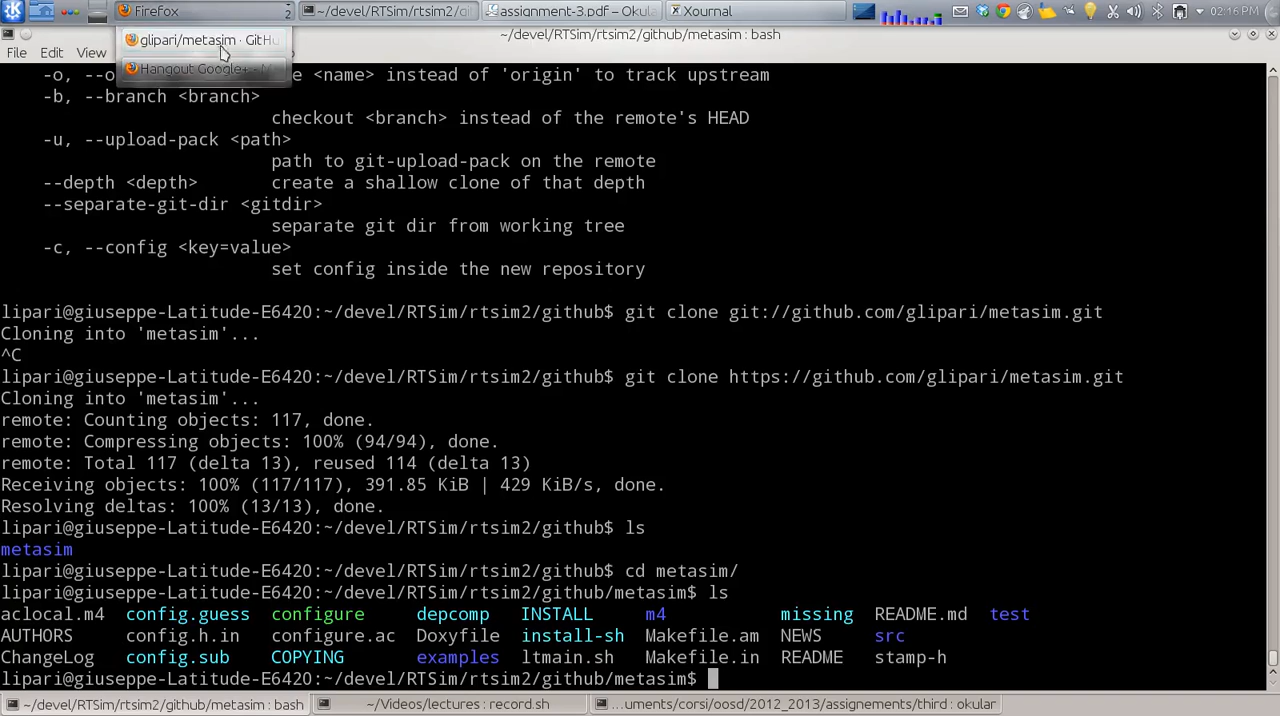 Firefox 2 ~/devel/RTSim/rtsim2/git assignment-3.pdf – Okula Xournal 02:16 PM
glipari/metasim · GitHu
~/devel/RTSim/rtsim2/github/metasim : bash
File Edit View
Hangout Google+ -
-o, --o e <name> instead of 'origin' to track upstream
-b, --branch <branch>
checkout <branch> instead of the remote's HEAD
-u, --upload-pack <path>
path to git-upload-pack on the remote
--depth <depth> create a shallow clone of that depth
--separate-git-dir <gitdir>
separate git dir from working tree
-c, --config <key=value>
set config inside the new repository
lipari@giuseppe-Latitude-E6420:~/devel/RTSim/rtsim2/github$ git clone git://github.com/glipari/metasim.git
Cloning into 'metasim'...
^C
lipari@giuseppe-Latitude-E6420:~/devel/RTSim/rtsim2/github$ git clone https://github.com/glipari/metasim.git
Cloning into 'metasim'...
remote: Counting objects: 117, done.
remote: Compressing objects: 100% (94/94), done.
remote: Total 117 (delta 13), reused 114 (delta 13)
Receiving objects: 100% (117/117), 391.85 KiB | 429 KiB/s, done.
Resolving deltas: 100% (13/13), done.
lipari@giuseppe-Latitude-E6420:~/devel/RTSim/rtsim2/github$ ls
metasim
lipari@giuseppe-Latitude-E6420:~/devel/RTSim/rtsim2/github$ cd metasim/
lipari@giuseppe-Latitude-E6420:~/devel/RTSim/rtsim2/github/metasim$ ls
aclocal.m4 config.guess configure depcomp INSTALL m4 missing README.md test
AUTHORS config.h.in configure.ac Doxyfile install-sh Makefile.am NEWS src
ChangeLog config.sub COPYING examples ltmain.sh Makefile.in README stamp-h
lipari@giuseppe-Latitude-E6420:~/devel/RTSim/rtsim2/github/metasim$
~/devel/RTSim/rtsim2/github/metasim : bash ~/Videos/lectures : record.sh ...uments/corsi/oosd/2012_2013/assignements/third : okular